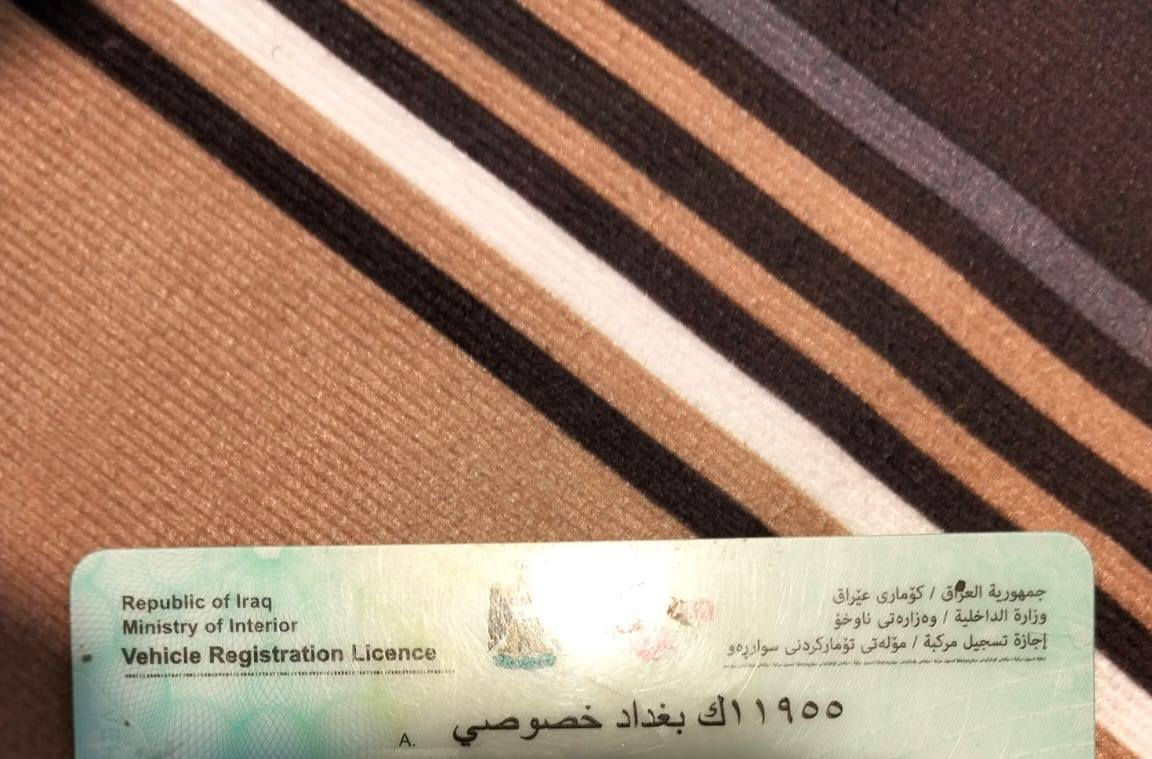 Republic of Iraq
Ministry of Interior
Vehicle Registration Licence
جمهورية العراق / كۆماری عێراق
وزارة الداخلية / وەزارەتی ناوخۆ
إجازة تسجيل مركبة / مۆڵەتی تۆمارکردنی سواررەو
١١٩٥٥ك بغداد خصوصي
A.